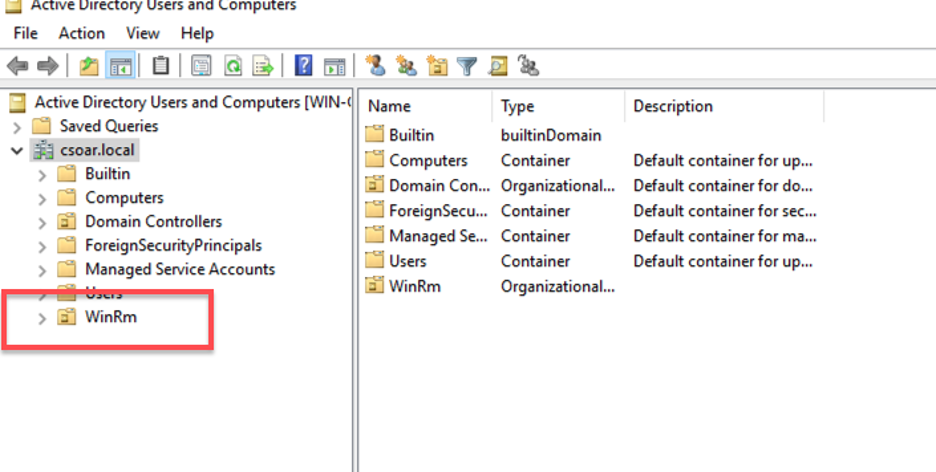 Active Directory Users and Computers
File Action View Help
Active Directory Users and Computers [WIN-
Saved Queries
csoar.local
Builtin
Computers
Domain Controllers
ForeignSecurityPrincipals
Managed Service Accounts
Users
WinRm
Name Type Description
Builtin builtinDomain
Computers Container Default container for up...
Domain Con... Organizational... Default container for do...
ForeignSecu... Container Default container for sec...
Managed Se... Container Default container for ma...
Users Container Default container for up...
WinRm Organizational...